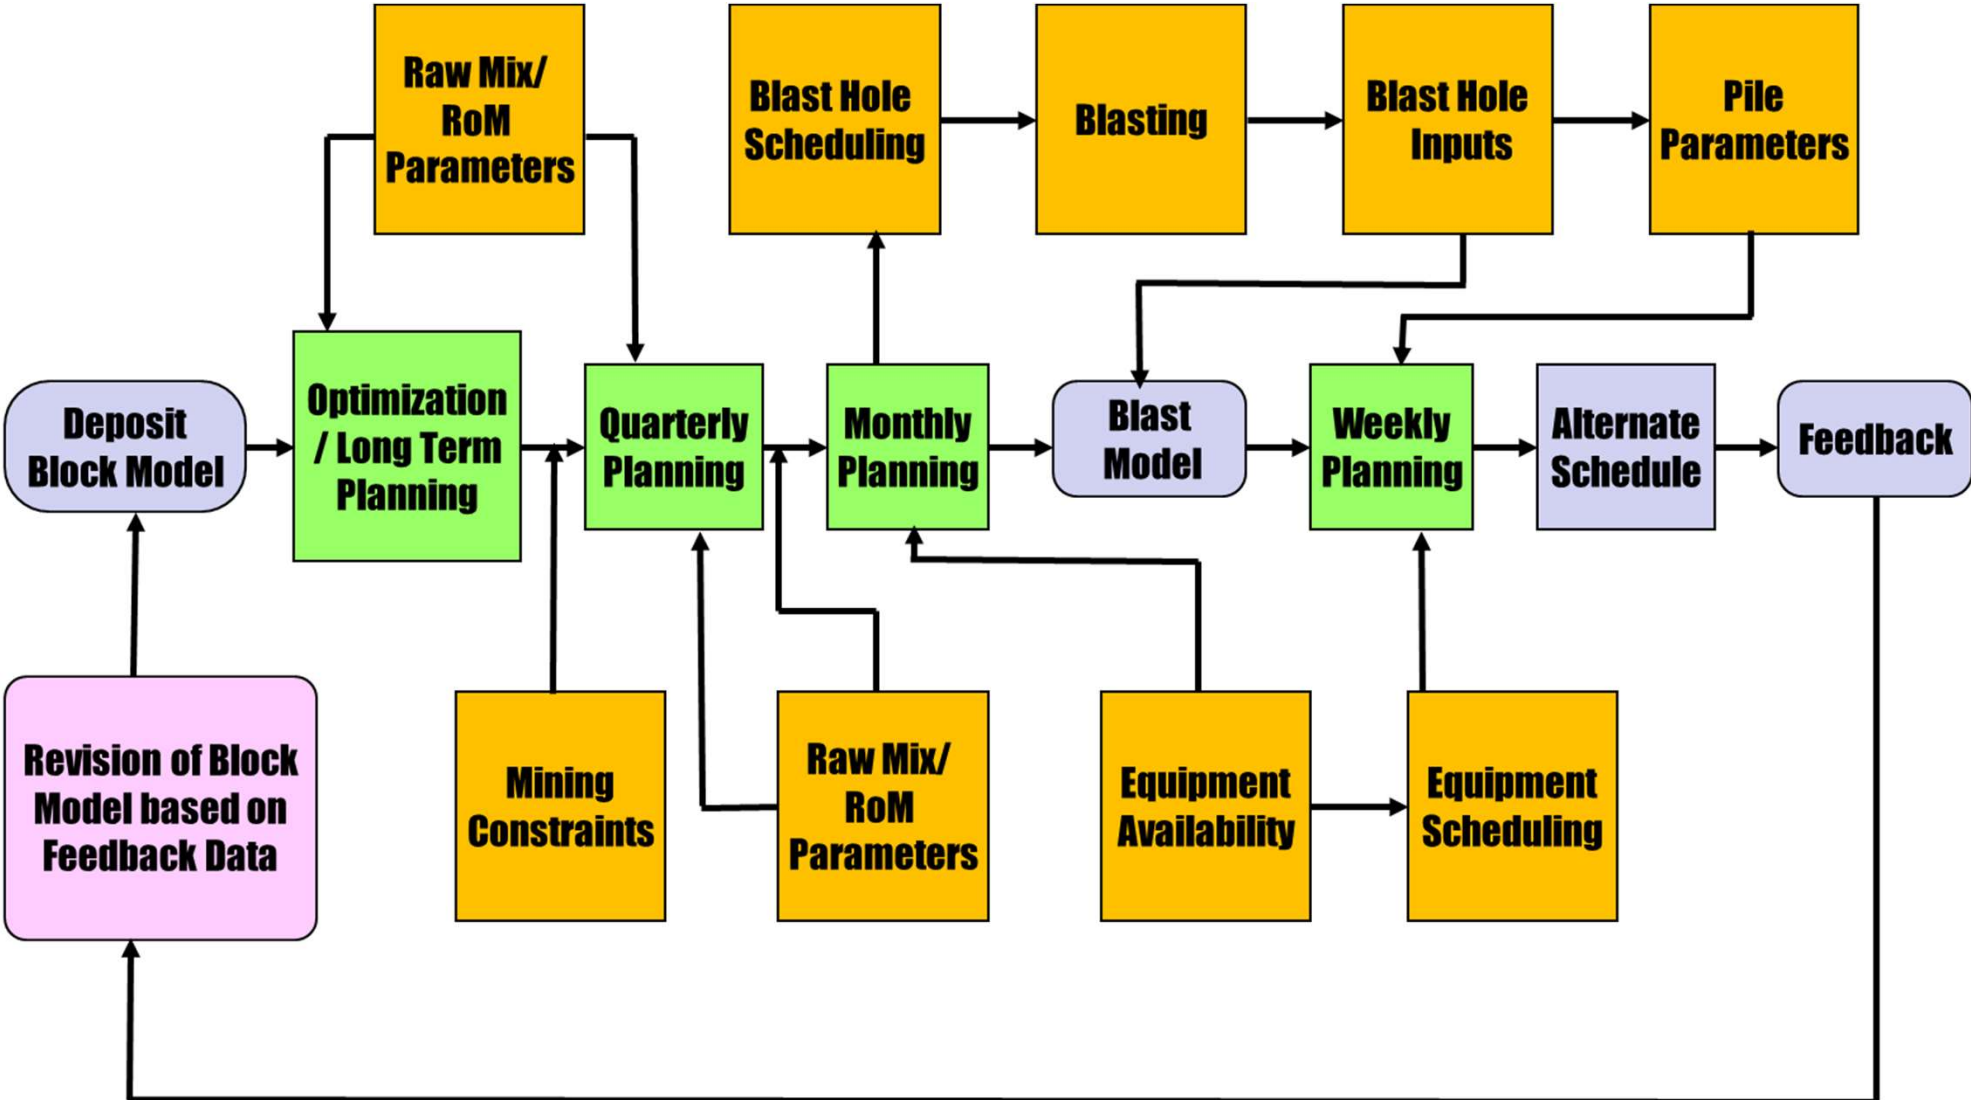 Raw Mix/
RoM
Parameters
Blast Hole
Scheduling
Blasting
Blast Hole
Inputs
Pile
Parameters
Deposit
Block Model
Optimization
/ Long Term
Planning
Quarterly
Planning
Monthly
Planning
Blast
Model
Weekly
Planning
Alternate
Schedule
Feedback
Revision of Block
Model based on
Feedback Data
Mining
Constraints
Raw Mix/
RoM
Parameters
Equipment
Availability
Equipment
Scheduling